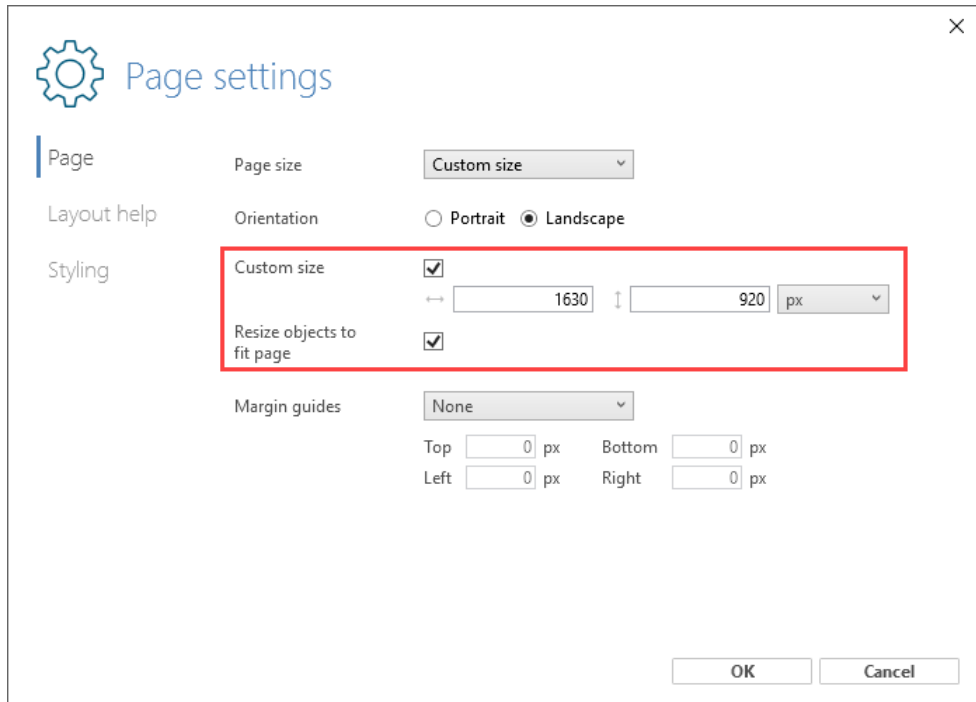 Page settings
Page
Layout help
Styling
Page size Custom size
Orientation Portrait Landscape
Custom size
1630 920 px
Resize objects to
fit page
Margin guides None
Top 0 px Bottom 0 px
Left 0 px Right 0 px
OK Cancel